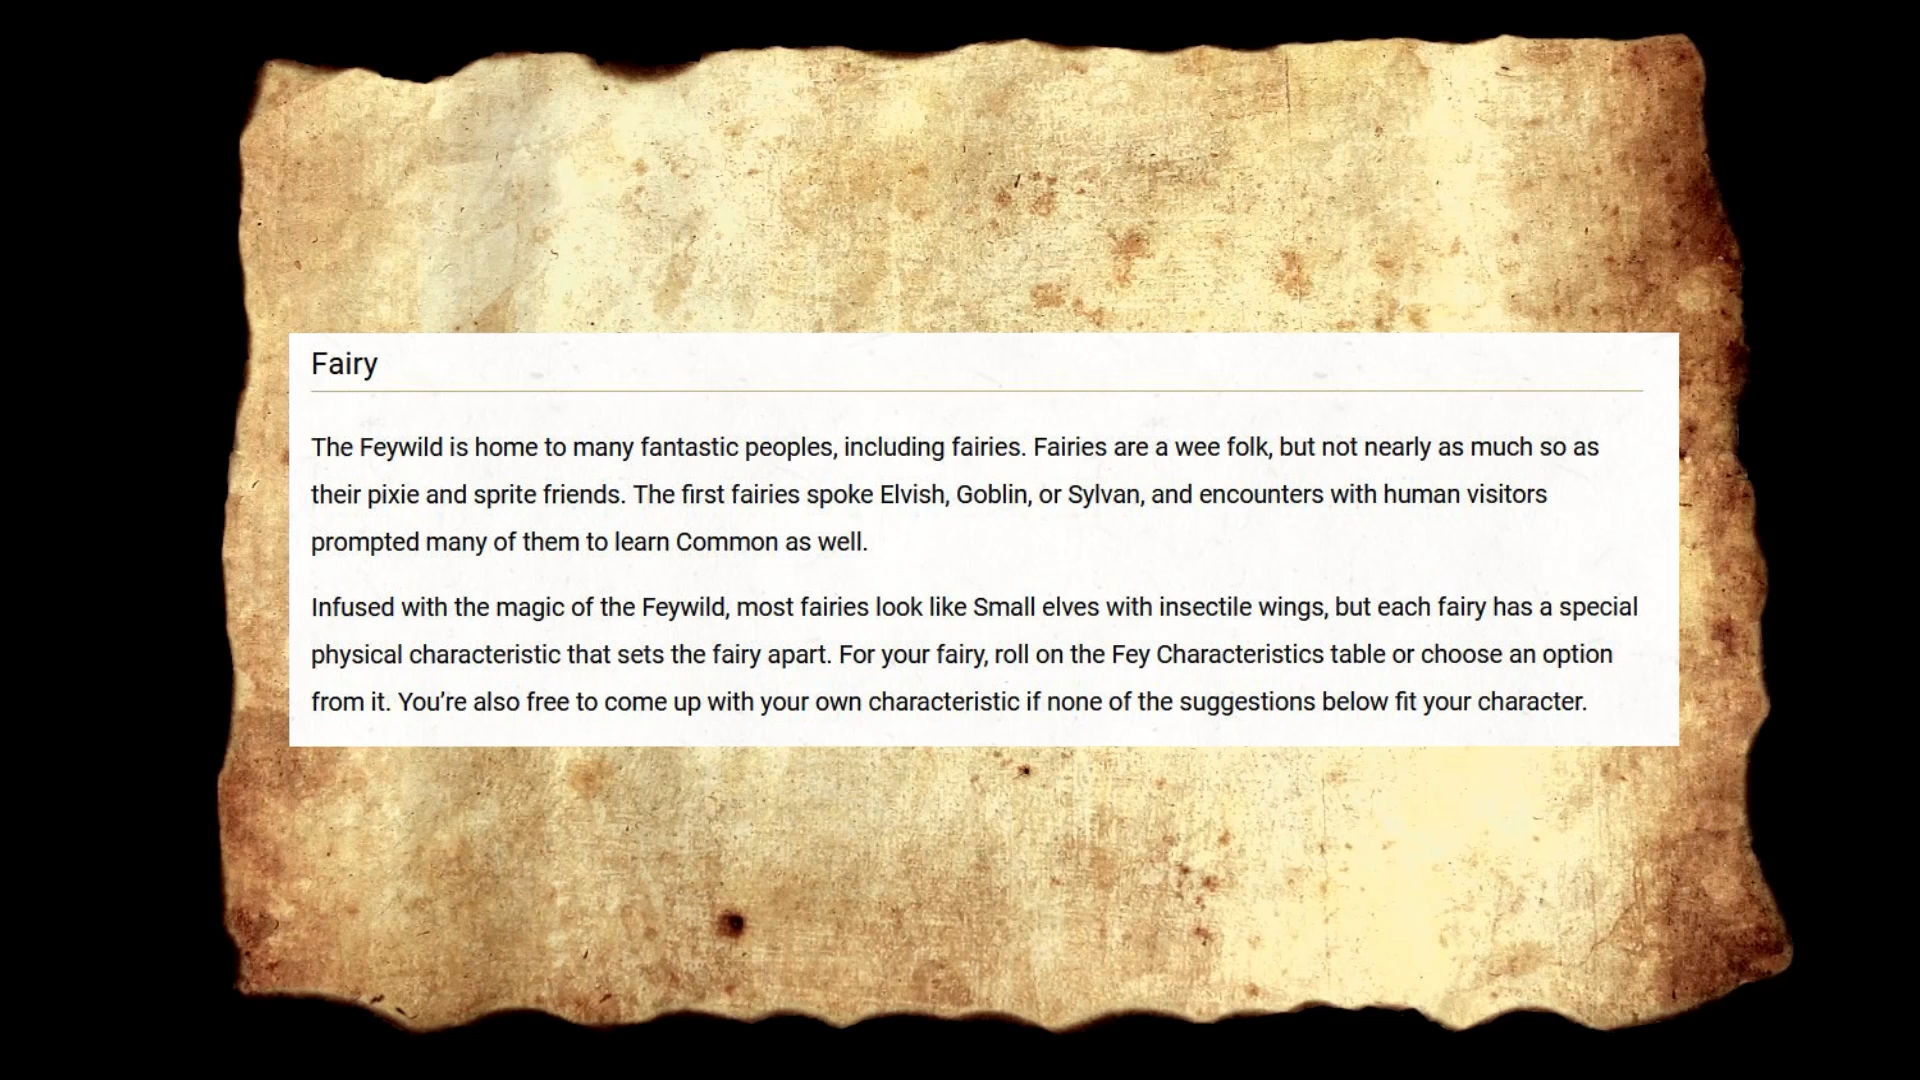 Fairy
The Feywild is home to many fantastic peoples, including fairies. Fairies are a wee folk, but not nearly as much so as
their pixie and sprite friends. The first fairies spoke Elvish, Goblin, or Sylvan, and encounters with human visitors
prompted many of them to learn Common as well.
Infused with the magic of the Feywild, most fairies look like Small elves with insectile wings, but each fairy has a special
physical characteristic that sets the fairy apart. For your fairy, roll on the Fey Characteristics table or choose an option
from it. You’re also free to come up with your own characteristic if none of the suggestions below fit your character.